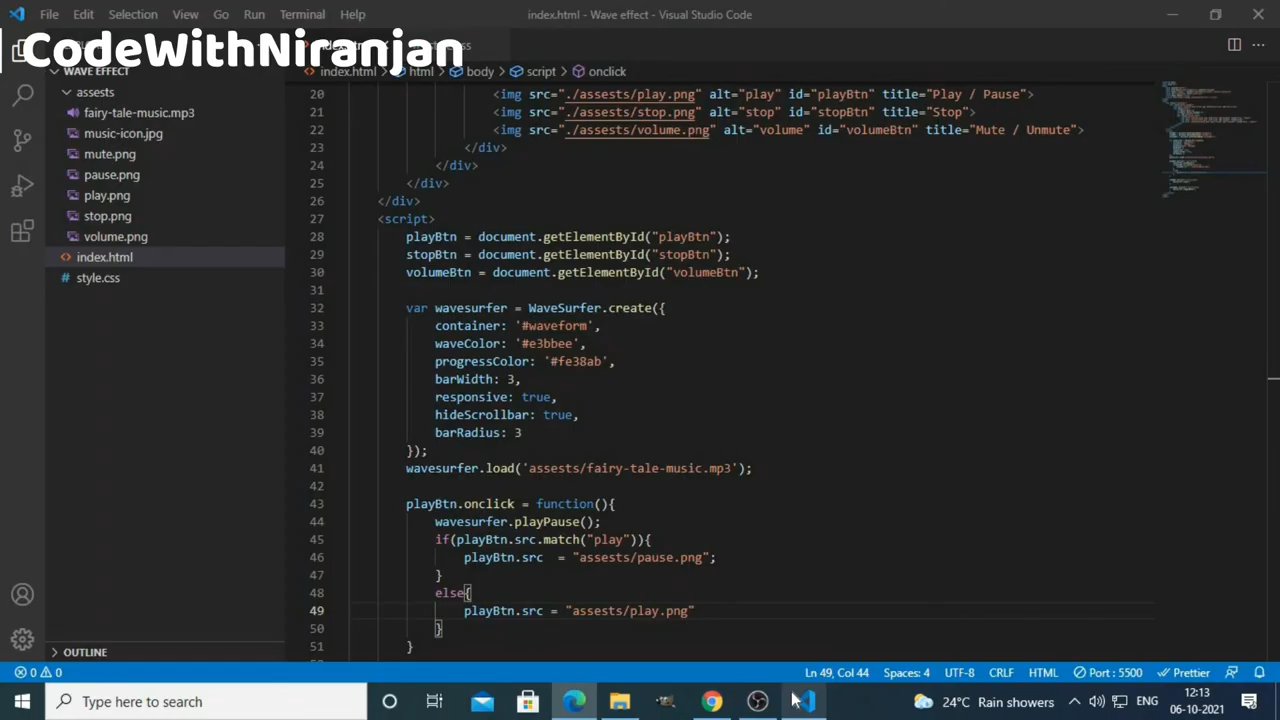 File Edit Selection View Go Run Terminal Help index.html - Wave effect - Visual Studio Code
CodeWithNiranjan
WAVE EFFECT
assests
fairy-tale-music.mp3
music-icon.jpg
mute.png
pause.png
play.png
stop.png
volume.png
index.html
style.css
OUTLINE
index.html html body script onclick
20 <img src="./assests/play.png" alt="play" id="playBtn" title="Play / Pause">
21 <img src="./assests/stop.png" alt="stop" id="stopBtn" title="Stop">
22 <img src="./assests/volume.png" alt="volume" id="volumeBtn" title="Mute / Unmute">
23 </div>
24 </div>
25 </div>
26 </div>
27 <script>
28 playBtn = document.getElementById("playBtn");
29 stopBtn = document.getElementById("stopBtn");
30 volumeBtn = document.getElementById("volumeBtn");
31
32 var wavesurfer = WaveSurfer.create({
33 container: '#waveform',
34 waveColor: '#e3bbee',
35 progressColor: '#fe38ab',
36 barWidth: 3,
37 responsive: true,
38 hideScrollbar: true,
39 barRadius: 3
40 });
41 wavesurfer.load('assests/fairy-tale-music.mp3');
42
43 playBtn.onclick = function(){
44 wavesurfer.playPause();
45 if(playBtn.src.match("play")){
46 playBtn.src = "assests/pause.png";
47 }
48 else{
49 playBtn.src = "assests/play.png"
50 }
51 }
0 0 Ln 49, Col 44 Spaces: 4 UTF-8 CRLF HTML Port : 5500 Prettier
Type here to search 24°C Rain showers ENG 12:13
06-10-2021